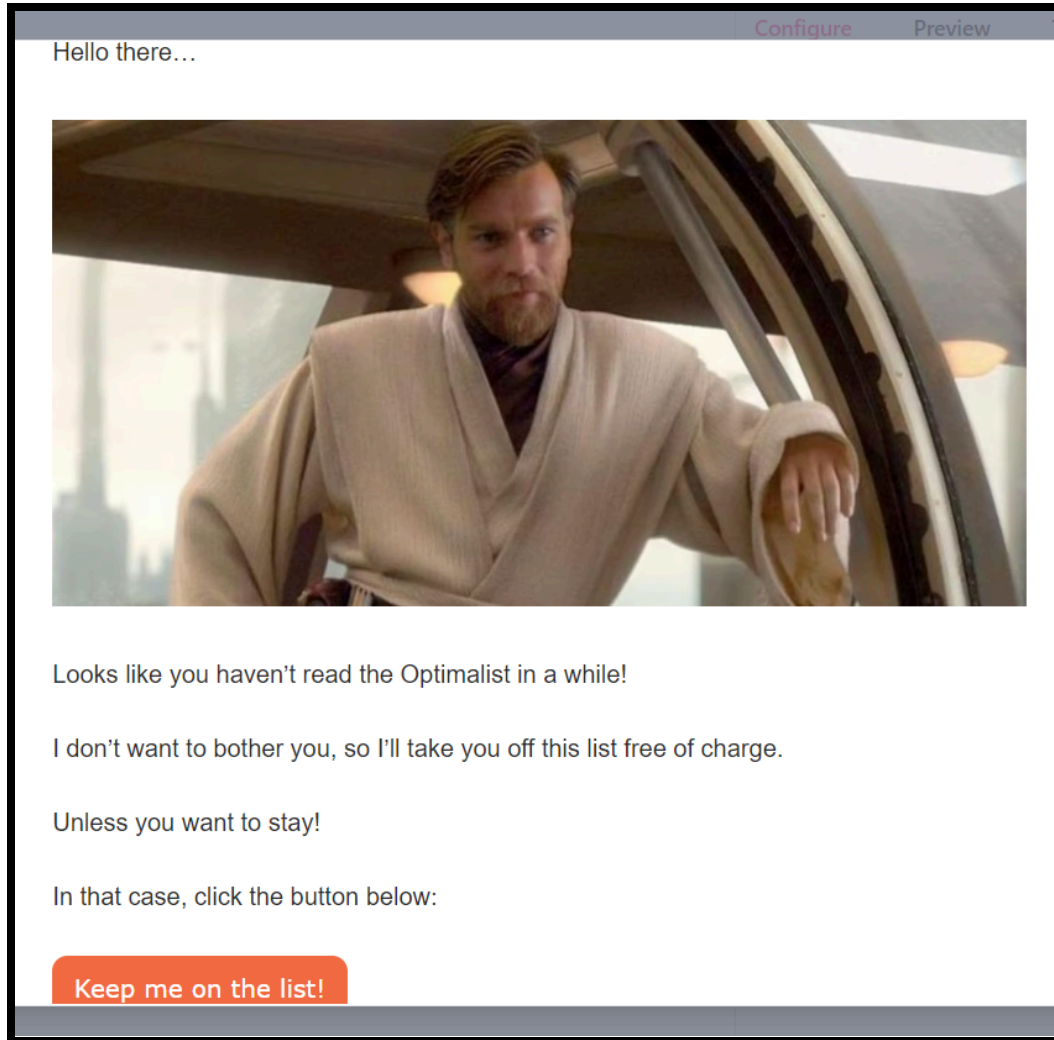 Configure Preview
Hello there…
Looks like you haven’t read the Optimalist in a while!
I don’t want to bother you, so I’ll take you off this list free of charge.
Unless you want to stay!
In that case, click the button below:
Keep me on the list!